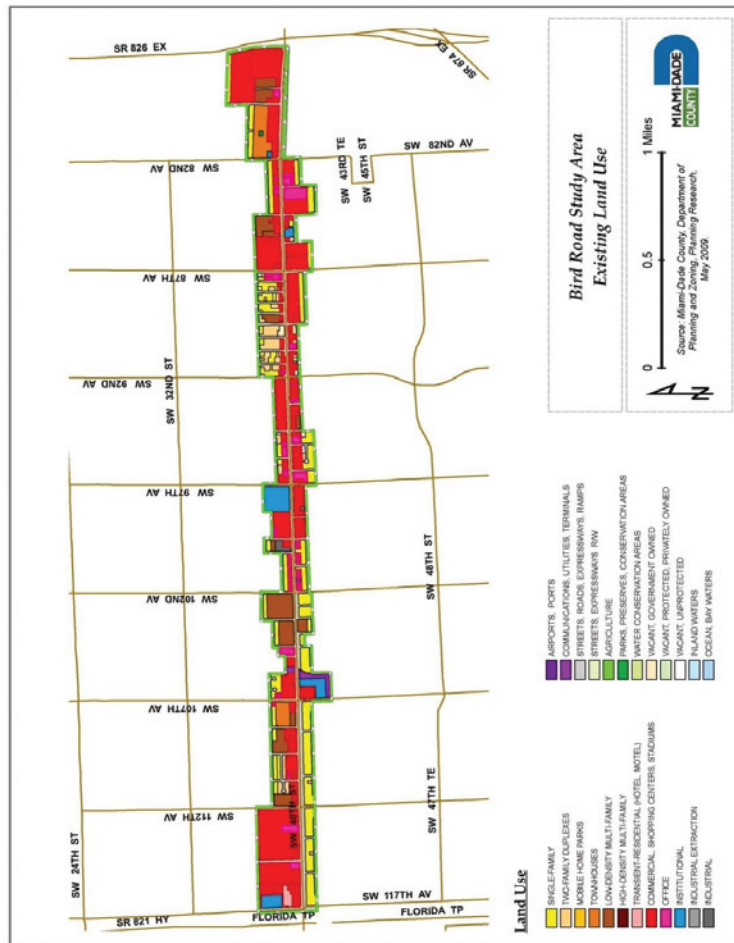 SR 826 EX
SR 874 EX
SW 82ND AV
SW 43RD TE
SW 45TH ST
SW 82ND AV
SW 87TH AV
SW 32ND ST
SW 92ND AV
SW 97TH AV
SW 48TH ST
SW 102ND AV
SW 107TH AV
SW 40TH ST
SW 112TH AV
SW 24TH ST
SW 47TH TE
SW 117TH AV
SR 821 HY
FLORIDA TP
FLORIDA TP
Land Use
SINGLE-FAMILY
TWO-FAMILY DUPLEXES
MOBILE HOME PARKS
TOWNHOUSES
LOW-DENSITY MULTI-FAMILY
HIGH-DENSITY MULTI-FAMILY
TRANSIENT-RESIDENTIAL (HOTEL, MOTEL)
COMMERCIAL, SHOPPING CENTERS, STADIUMS
OFFICE
INSTITUTIONAL
INDUSTRIAL EXTRACTION
INDUSTRIAL
AIRPORTS, PORTS
COMMUNICATIONS, UTILITIES, TERMINALS
STREETS, ROADS, EXPRESSWAYS, RAMPS
STREETS, EXPRESSWAYS R/W
AGRICULTURE
PARKS, PRESERVES, CONSERVATION AREAS
WATER CONSERVATION AREAS
VACANT, GOVERNMENT OWNED
VACANT, PROTECTED, PRIVATELY OWNED
VACANT, UNPROTECTED
INLAND WATERS
OCEAN, BAY WATERS
Bird Road Study Area
Existing Land Use
N
0
0.5
1 Miles
Source: Miami-Dade County, Department of
Planning and Zoning, Planning Research,
May 2009.
MIAMI-DADE
COUNTY